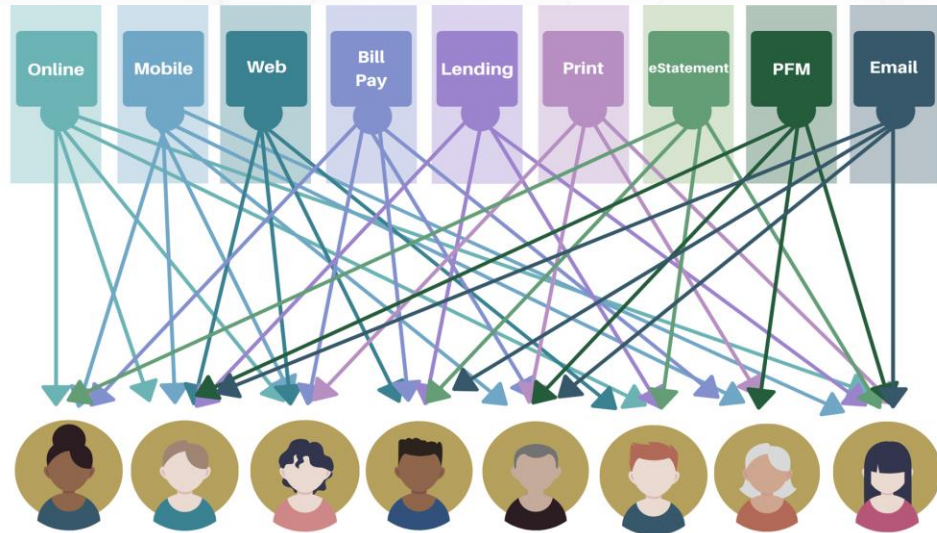 Online
Mobile
Web
Bill
Pay
Lending
Print
eStatement
PFM
Email